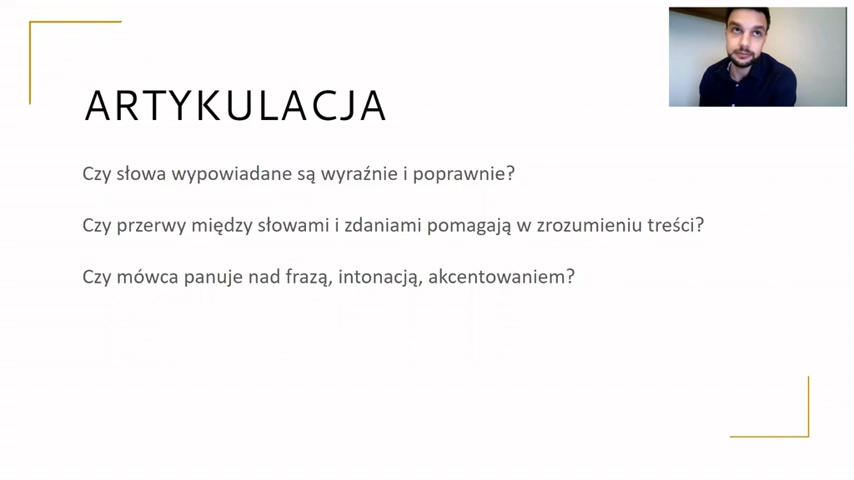 ARTYKULACJA
Czy słowa wypowiadane są wyraźnie i poprawnie?
Czy przerwy między słowami i zdaniami pomagają w zrozumieniu treści?
Czy mówca panuje nad frazą, intonacją, akcentowaniem?